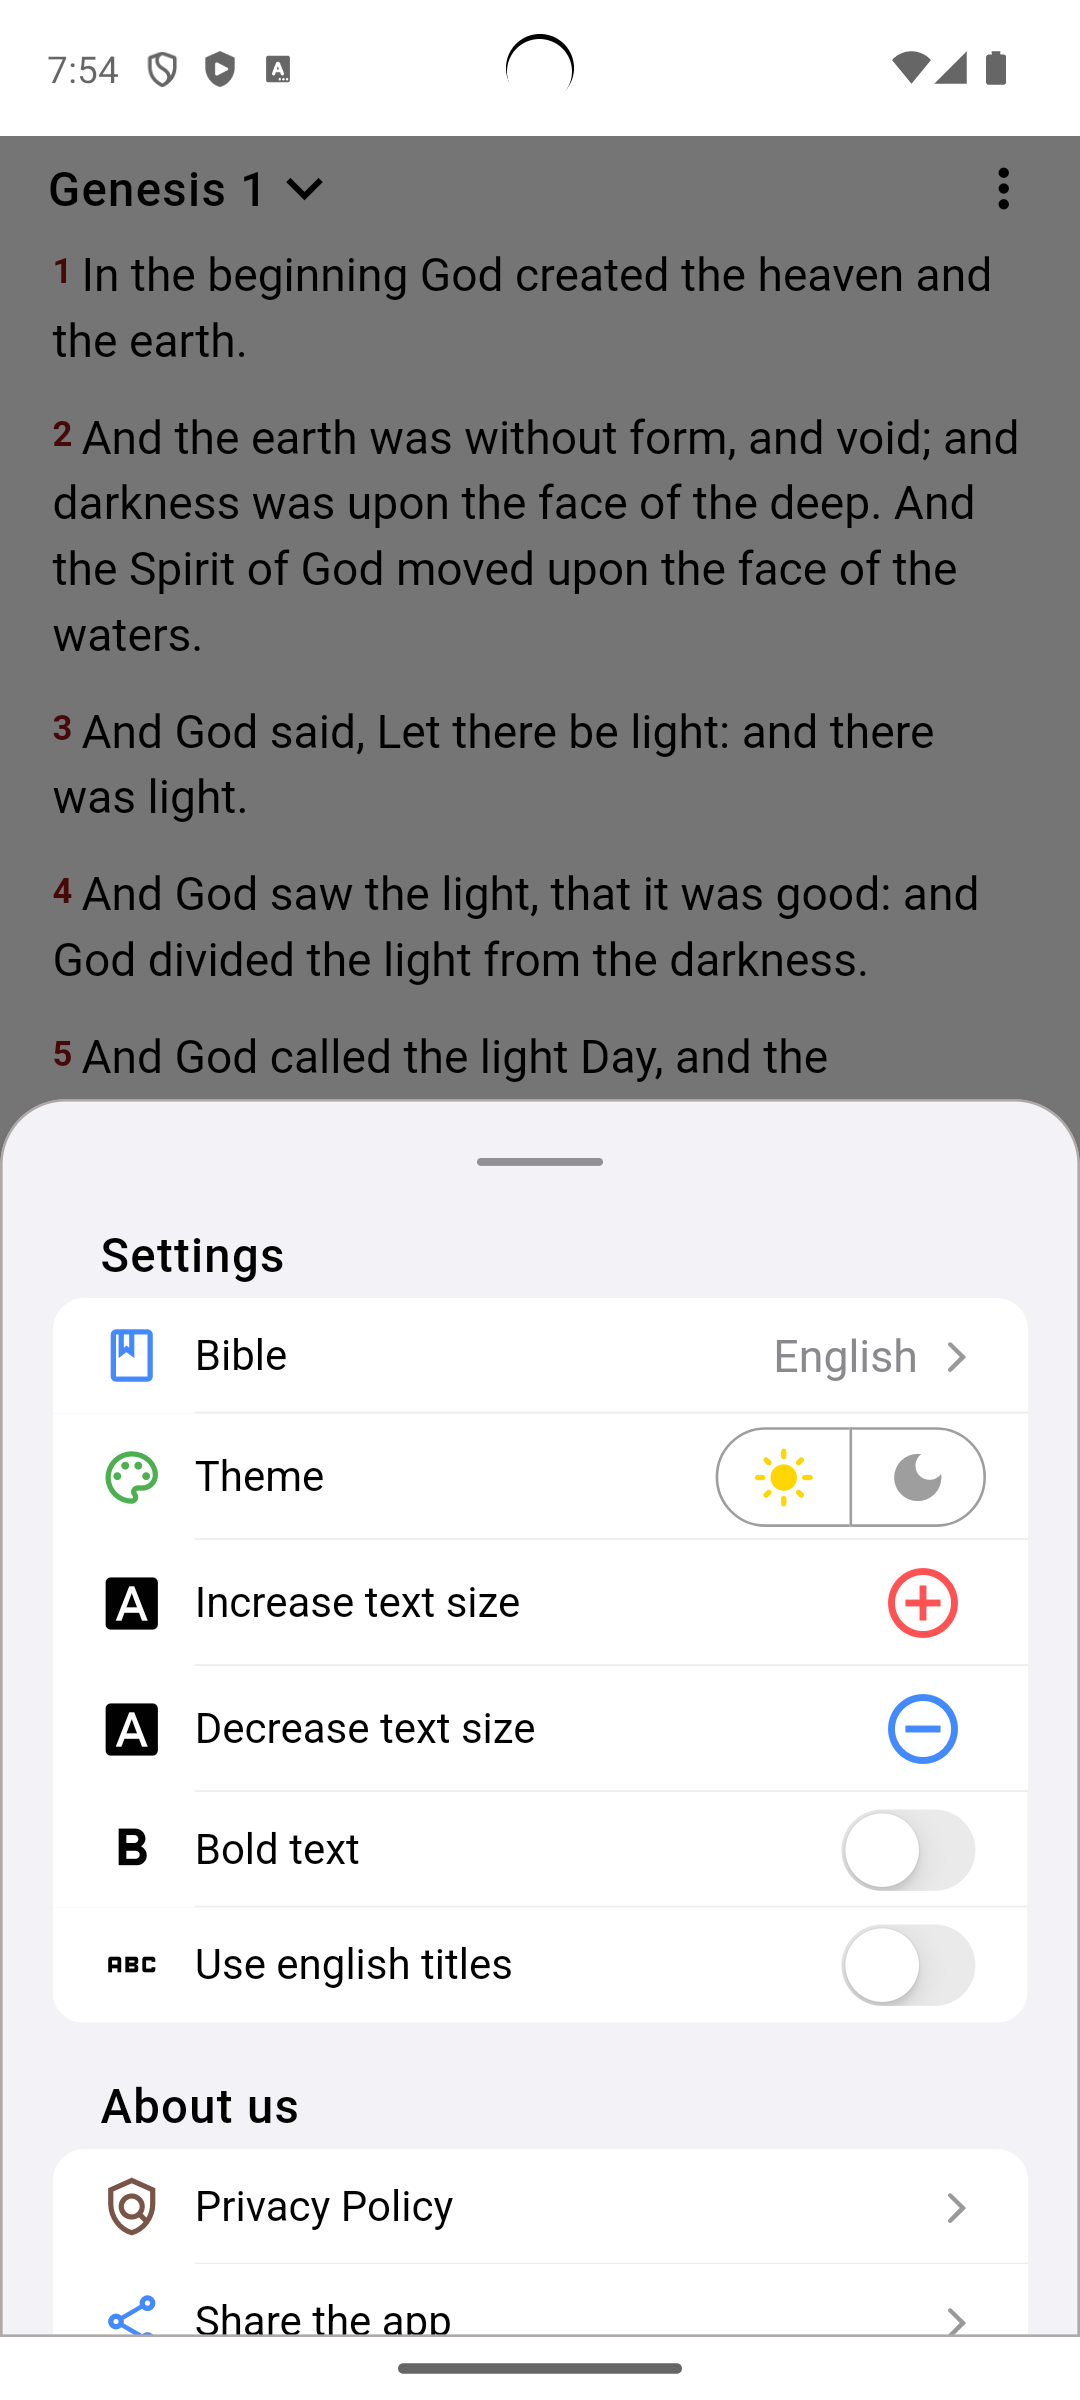 7:54
Genesis 1
1 In the beginning God created the heaven and
the earth.
2 And the earth was without form, and void; and
darkness was upon the face of the deep. And
the Spirit of God moved upon the face of the
waters.
3 And God said, Let there be light: and there
was light.
4 And God saw the light, that it was good: and
God divided the light from the darkness.
5 And God called the light Day, and the
Settings
Bible English
Theme
A Increase text size
A Decrease text size
B Bold text
ABC Use english titles
About us
Privacy Policy
Share the app